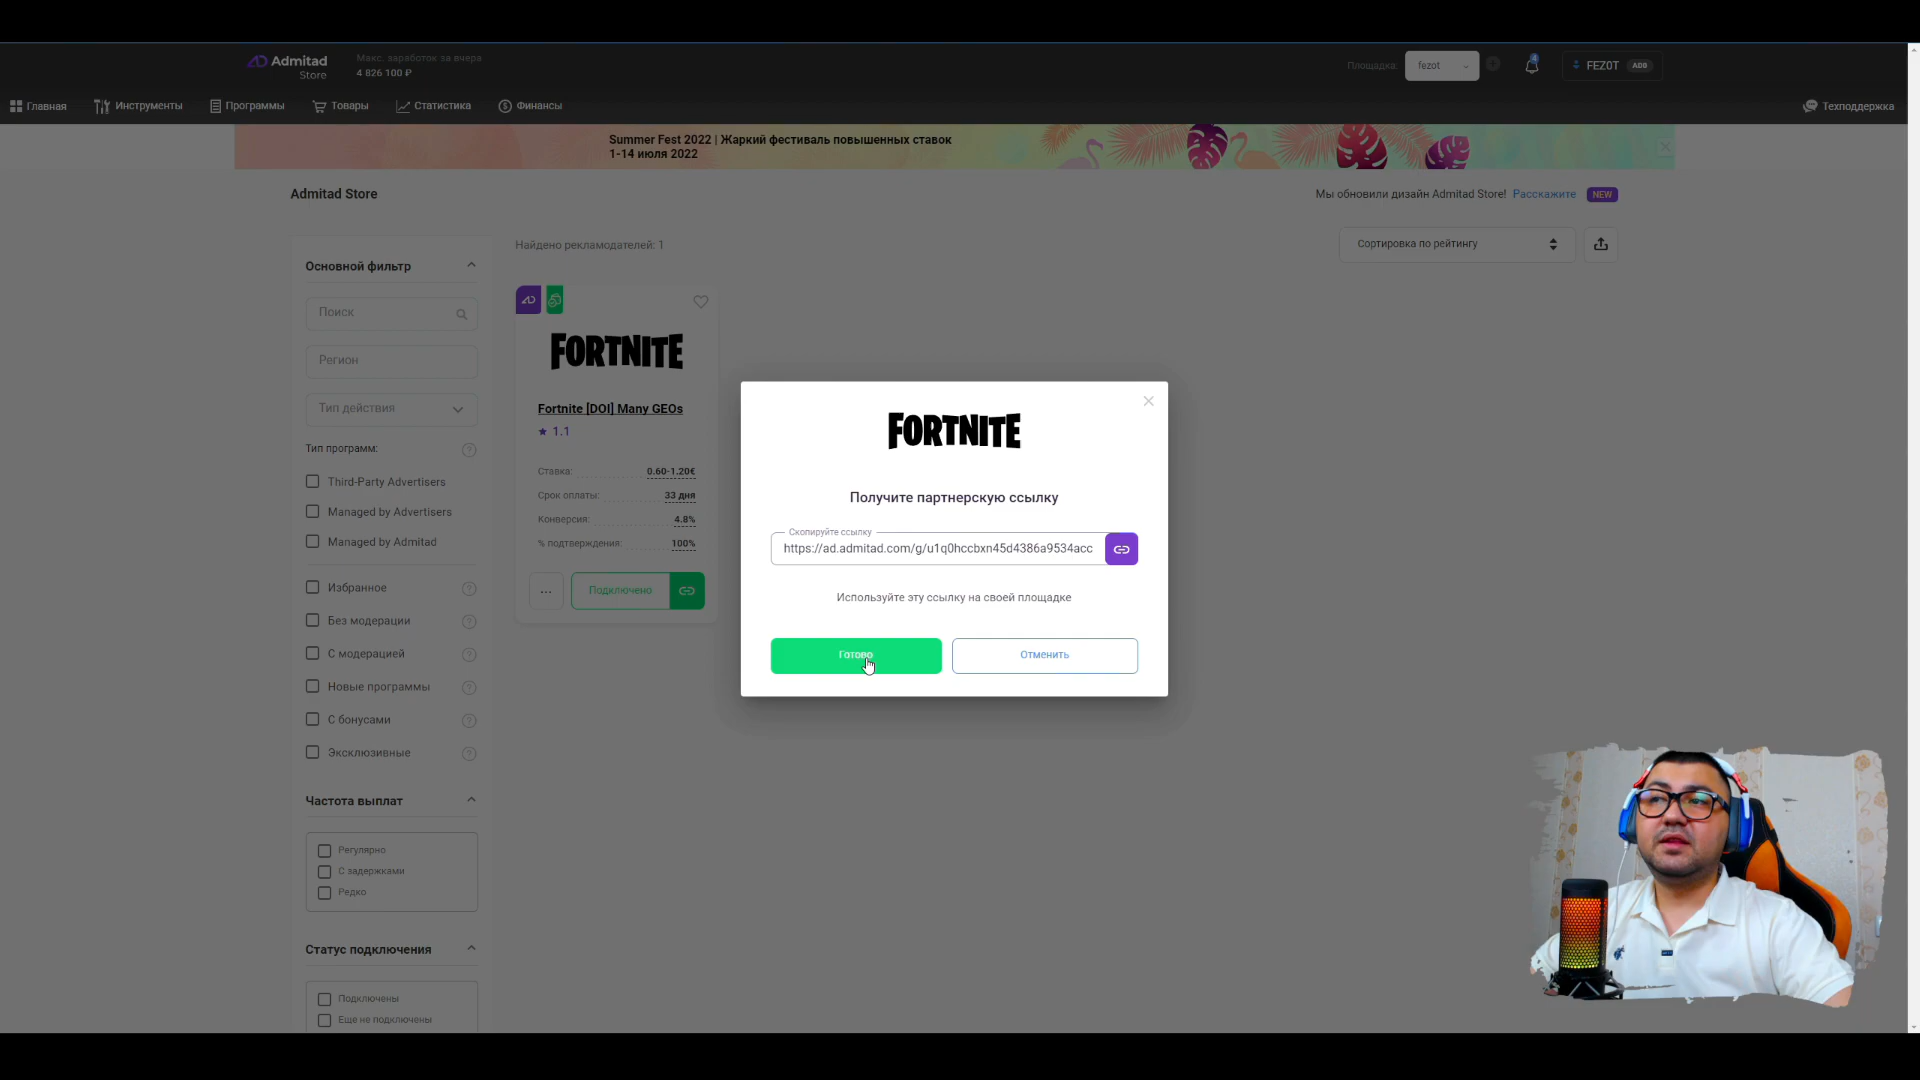 Admitad
Store
Макс. заработок за вчера
4 826 100 ₽
Площадка:
fezot
4
FEZOT
ADB
Главная
Инструменты
Программы
Товары
Статистика
Финансы
Техподдержка
Summer Fest 2022 | Жаркий фестиваль повышенных ставок
1-14 июля 2022
Admitad Store
Мы обновили дизайн Admitad Store! Расскажите NEW
Основной фильтр
Поиск
Регион
Тип действия
Тип программ:
Third-Party Advertisers
Managed by Advertisers
Managed by Admitad
Избранное
Без модерации
С модерацией
Новые программы
С бонусами
Эксклюзивные
Частота выплат
Регулярно
С задержками
Редко
Статус подключения
Подключены
Еще не подключены
Найдено рекламодателей: 1
Сортировка по рейтингу
FORTNITE
Fortnite [DOI] Many GEOs
1.1
Ставка: 0.60-1.20€
Срок оплаты: 33 дня
Конверсия: 4.8%
% подтверждения: 100%
...
Подключено
FORTNITE
Получите партнерскую ссылку
Скопируйте ссылку
https://ad.admitad.com/g/u1q0hccbxn45d4386a9534acc
Используйте эту ссылку на своей площадке
Готово
Отменить